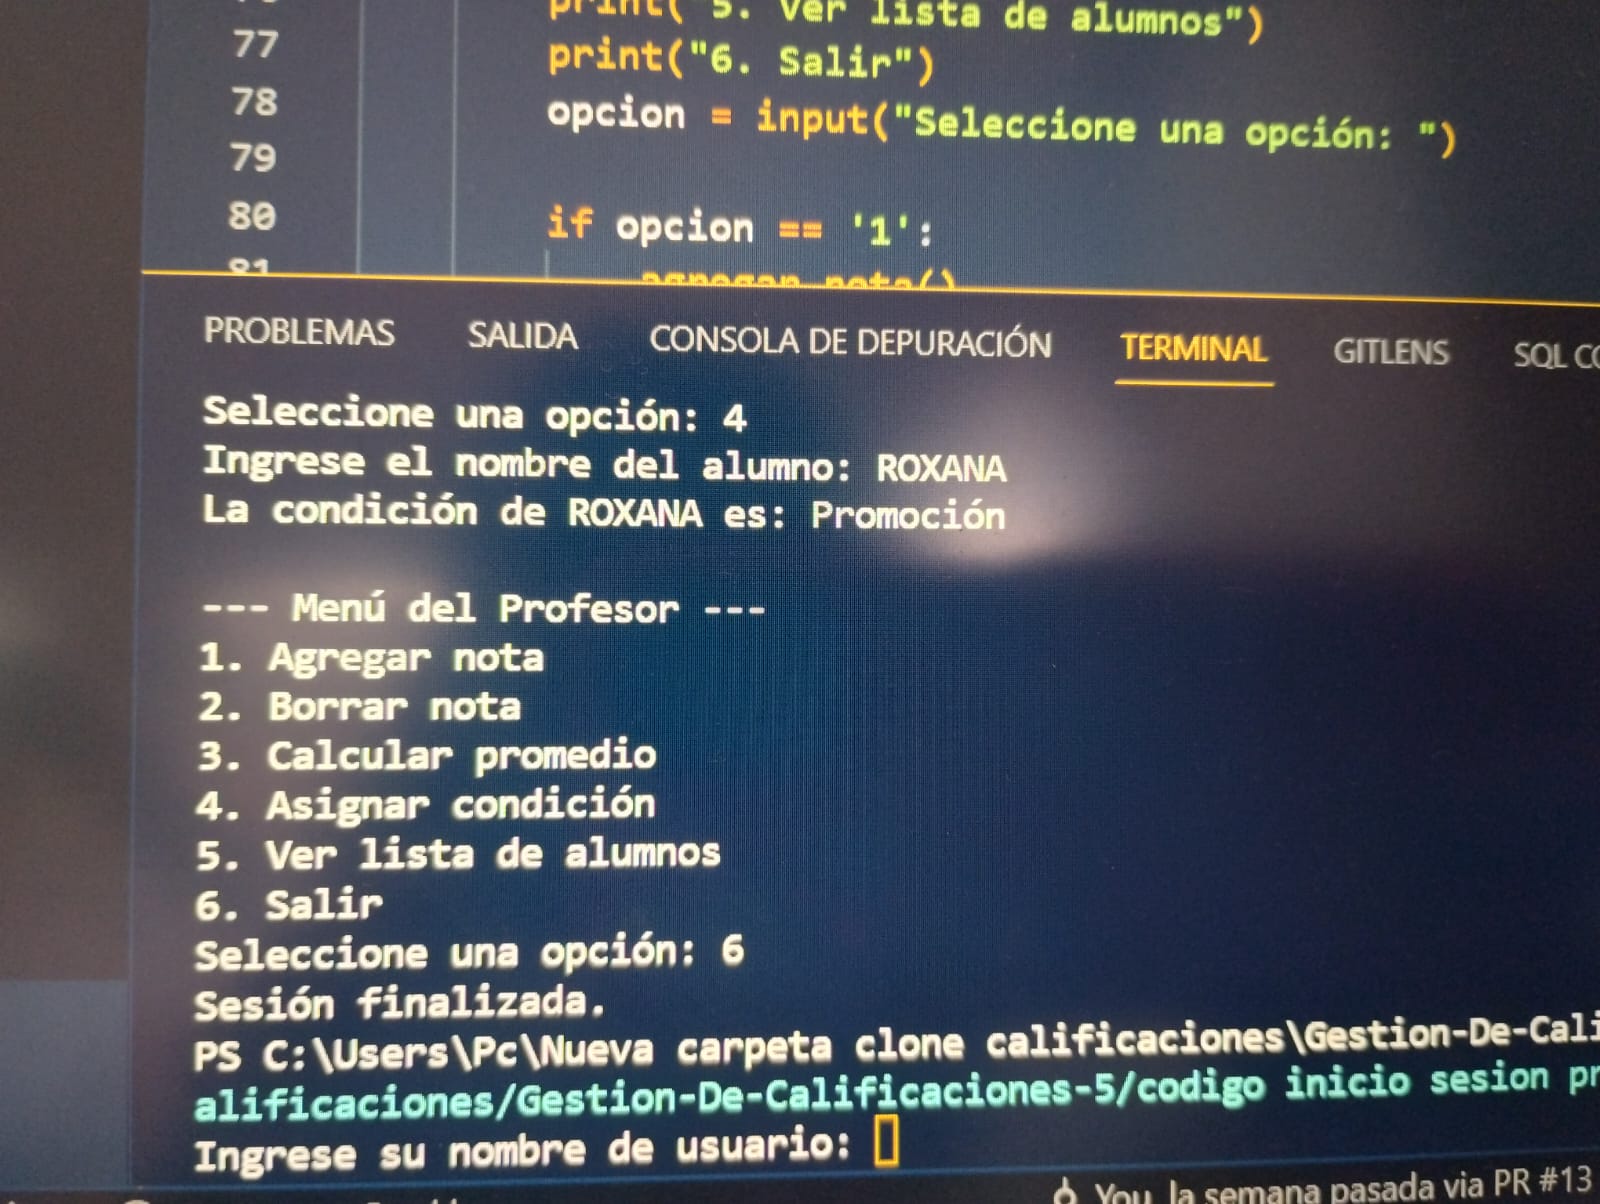 print("5. Ver lista de alumnos")
77 print("6. Salir")
78 opcion = input("Seleccione una opción: ")
79
80 if opcion == '1':
81 agregar_nota()
PROBLEMAS SALIDA CONSOLA DE DEPURACIÓN TERMINAL GITLENS SQL CO
Seleccione una opción: 4
Ingrese el nombre del alumno: ROXANA
La condición de ROXANA es: Promoción
--- Menú del Profesor ---
1. Agregar nota
2. Borrar nota
3. Calcular promedio
4. Asignar condición
5. Ver lista de alumnos
6. Salir
Seleccione una opción: 6
Sesión finalizada.
PS C:\Users\Pc\Nueva carpeta clone calificaciones\Gestion-De-Cali
alificaciones/Gestion-De-Calificaciones-5/codigo inicio sesion pr
Ingrese su nombre de usuario:
You, la semana pasada via PR #13